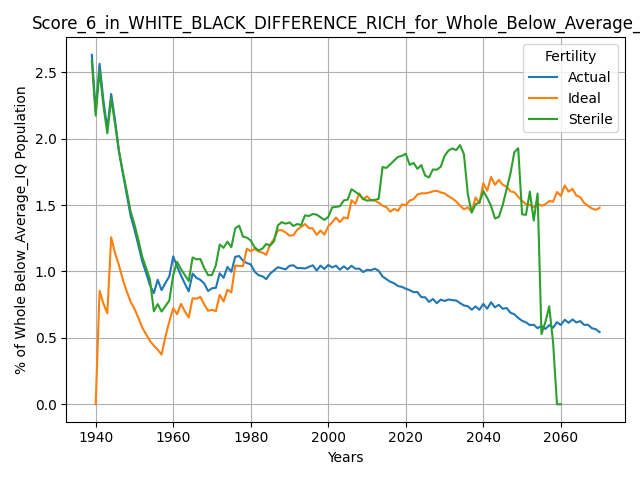 Score_6_in_WHITE_BLACK_DIFFERENCE_RICH_for_Whole_Below_Average_
% of Whole Below_Average_IQ Population
2.5
2.0
1.5
1.0
0.5
0.0
Fertility
Actual
Ideal
Sterile
1940
1960
1980
2000
2020
2040
2060
Years